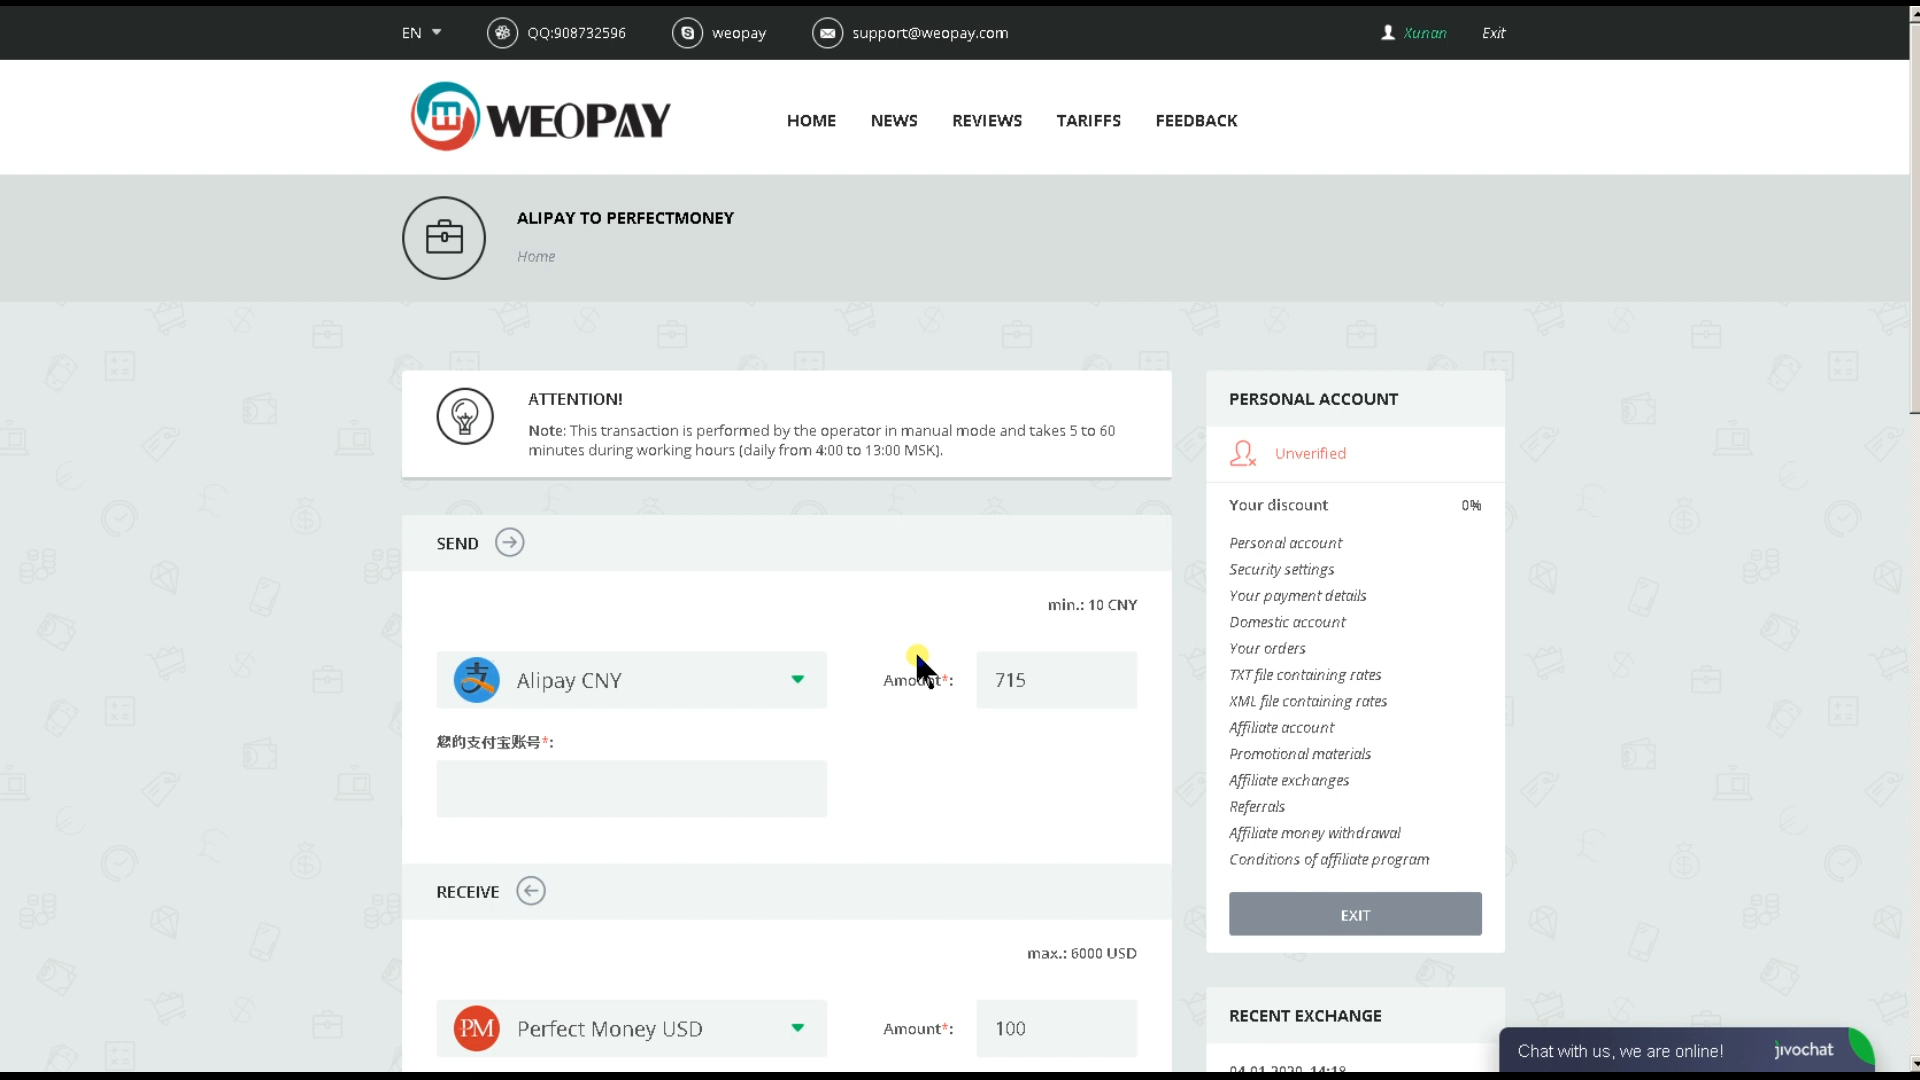 EN
QQ:908732596
weopay
support@weopay.com
Xunan
Exit
WEOPAY
HOME
NEWS
REVIEWS
TARIFFS
FEEDBACK
ALIPAY TO PERFECTMONEY
Home
ATTENTION!
Note: This transaction is performed by the operator in manual mode and takes 5 to 60
minutes during working hours (daily from 4:00 to 13:00 MSK).
SEND
min.: 10 CNY
支 Alipay CNY
Amount*:
715
您的支付宝账号*:
RECEIVE
max.: 6000 USD
PM Perfect Money USD
Amount*:
100
PERSONAL ACCOUNT
Unverified
Your discount 0%
Personal account
Security settings
Your payment details
Domestic account
Your orders
TXT file containing rates
XML file containing rates
Affiliate account
Promotional materials
Affiliate exchanges
Referrals
Affiliate money withdrawal
Conditions of affiliate program
EXIT
RECENT EXCHANGE
04.01.2020, 14:18
Chat with us, we are online!
jivochat